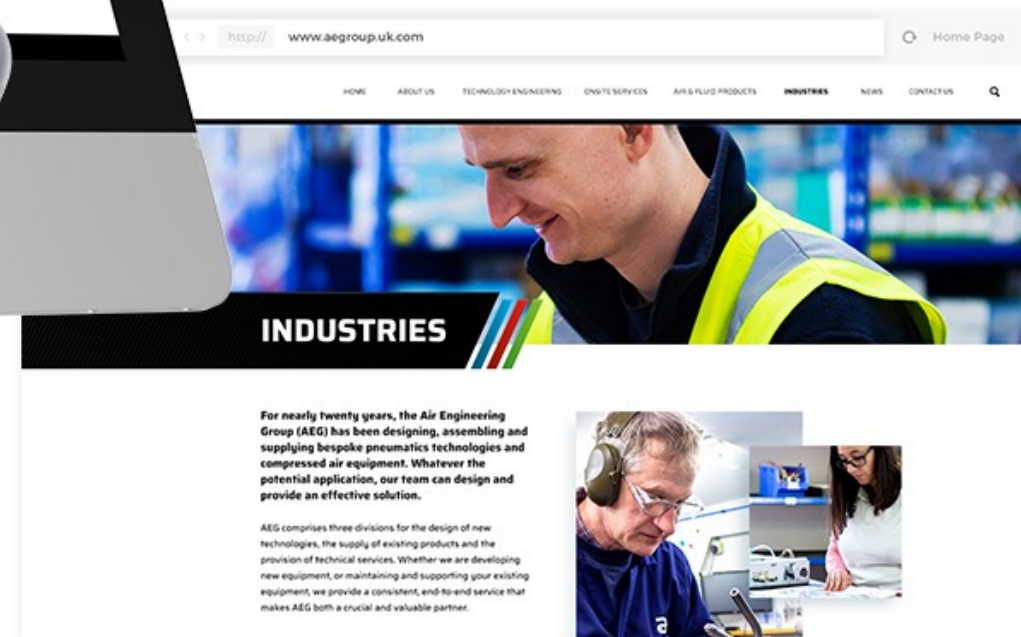 http:// www.aegroup.uk.com Home Page
HOME ABOUT US TECHNOLOGY ENGINEERING ONSITE SERVICES AIR & FLUID PRODUCTS INDUSTRIES NEWS CONTACT US
INDUSTRIES
For nearly twenty years, the Air Engineering
Group (AEG) has been designing, assembling and
supplying bespoke pneumatics technologies and
compressed air equipment. Whatever the
potential application, our team can design and
provide an effective solution.
AEG comprises three divisions for the design of new
technologies, the supply of existing products and the
provision of technical services. Whether we are developing
new equipment, or maintaining and supporting your existing
equipment, we provide a consistent, end-to-end service that
makes AEG both a crucial and valuable partner.